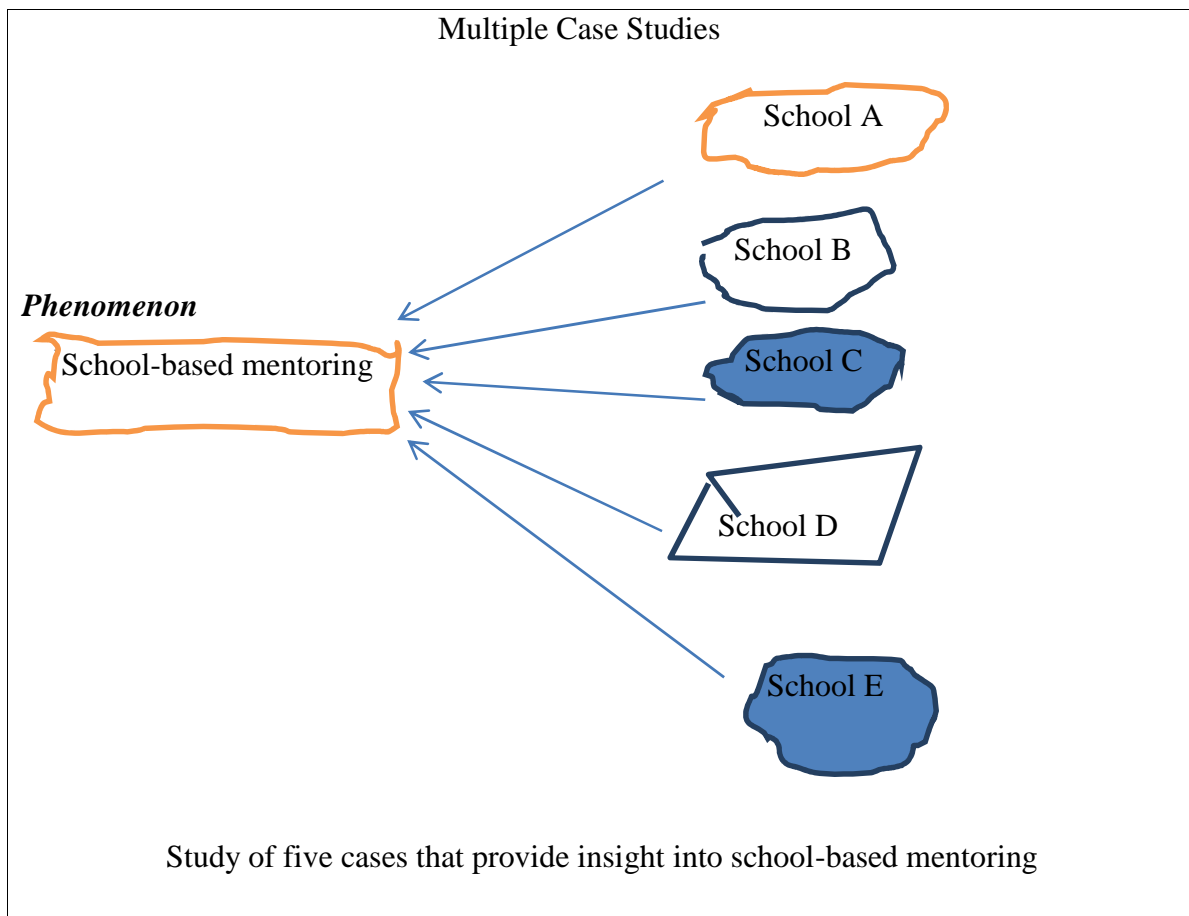 Multiple Case Studies
School A
School B
Phenomenon
School-based mentoring
School C
School D
School E
Study of five cases that provide insight into school-based mentoring